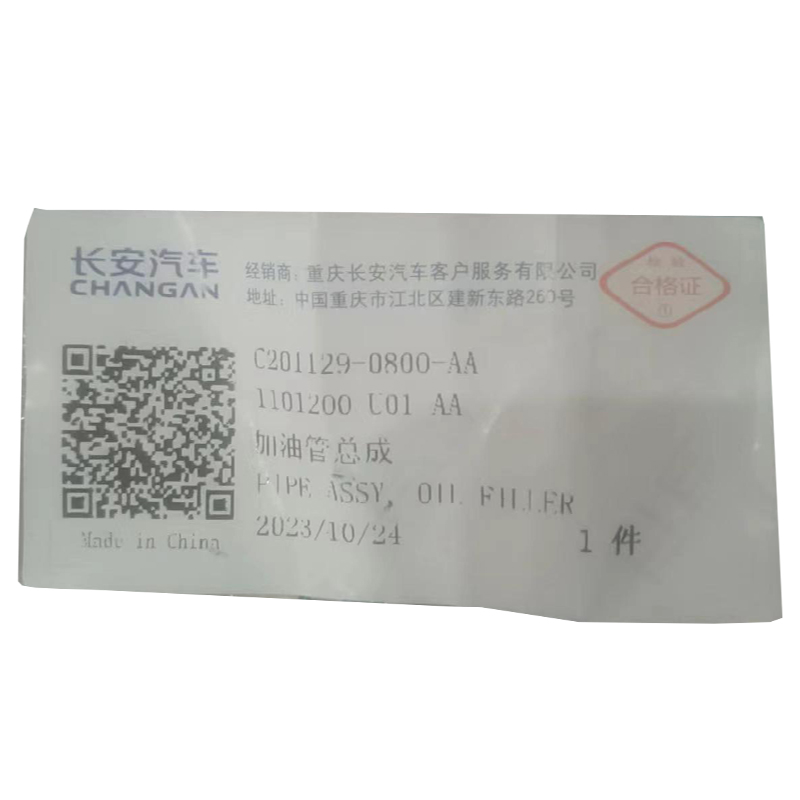 长安汽车
CHANGAN
经销商：重庆长安汽车客户服务有限公司
地址：中国重庆市江北区建新东路260号
检验
合格证
①
C201129-0800-AA
1101200 U01 AA
加油管总成
PIPE ASSY, OIL FILLER
2023/10/24
1 件
Made in China